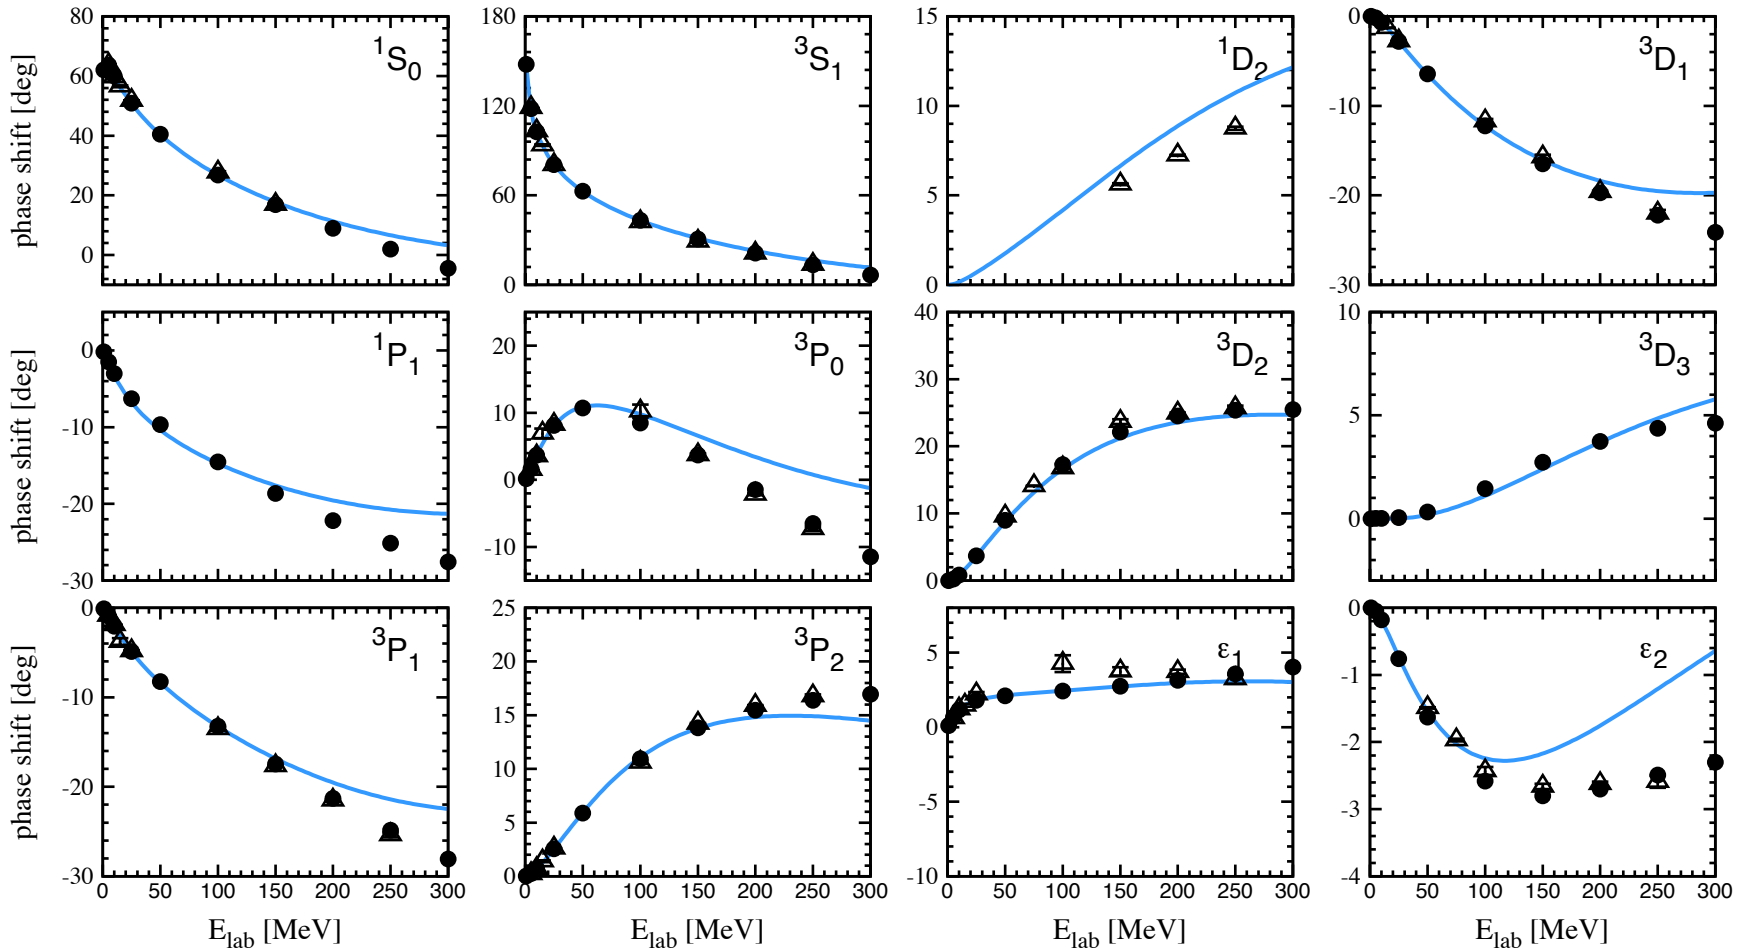 phase shift [deg]
80
60
40
20
0
¹S₀
180
120
60
0
³S₁
15
10
5
0
¹D₂
0
-10
-20
-30
³D₁
phase shift [deg]
0
-10
-20
-30
¹P₁
20
10
0
-10
³P₀
40
30
20
10
0
³D₂
10
5
0
³D₃
phase shift [deg]
0
-10
-20
-30
³P₁
25
20
15
10
5
0
³P₂
5
0
-5
-10
ε₁
0
-1
-2
-3
-4
ε₂
0 50 100 150 200 250 300
0 50 100 150 200 250 300
0 50 100 150 200 250 300
0 50 100 150 200 250 300
E_lab [MeV]
E_lab [MeV]
E_lab [MeV]
E_lab [MeV]